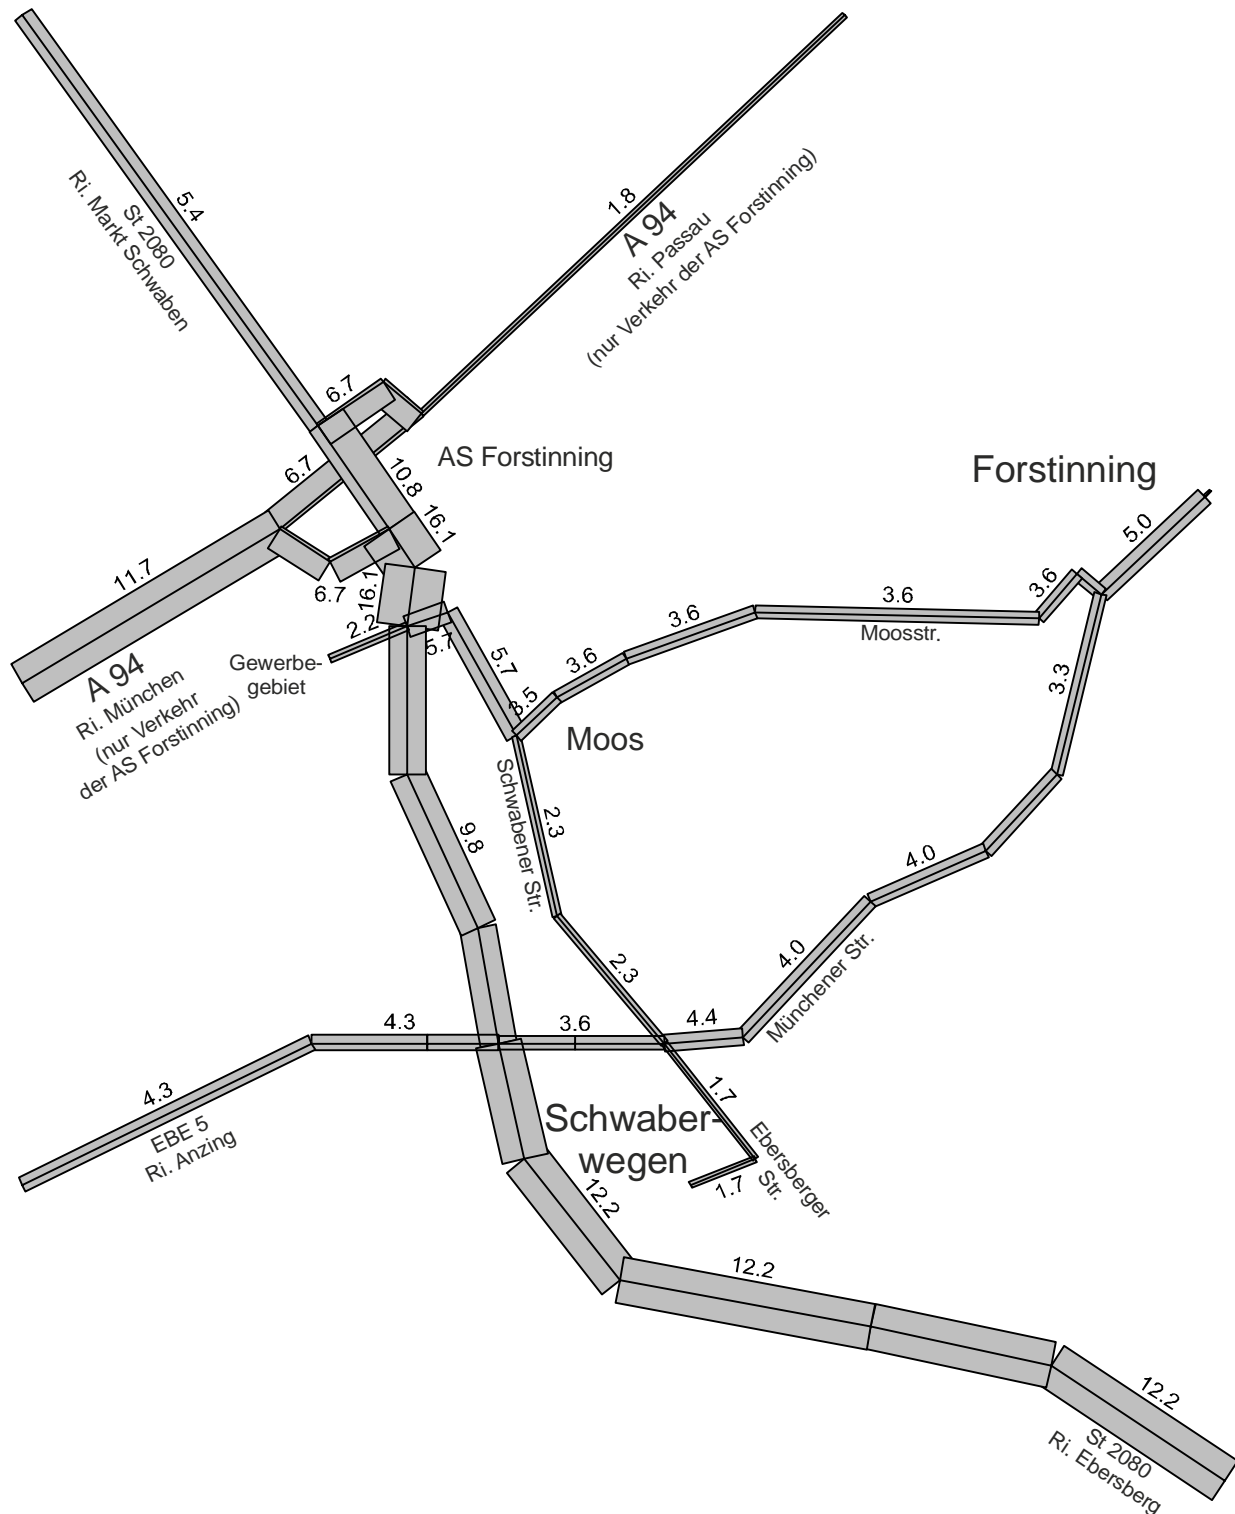 5.4
St 2080
Ri. Markt Schwaben
1.8
A 94
Ri. Passau
(nur Verkehr der AS Forstinning)
6.7
AS Forstinning
6.7
10.8
16.1
Forstinning
5.0
11.7
6.7
16.1
3.6
3.6
Moosstr.
3.6
2.2
5.7
Gewerbe-
gebiet
5.7
3.6
3.5
Moos
A 94
Ri. München
(nur Verkehr
der AS Forstinning)
3.3
Schwabener Str.
2.3
9.8
4.0
2.3
4.0
Münchener Str.
4.3
3.6
4.4
4.3
EBE 5
Ri. Anzing
1.7
Schwaber-
wegen
Ebersberger
Str.
1.7
12.2
12.2
12.2
St 2080
Ri. Ebersberg